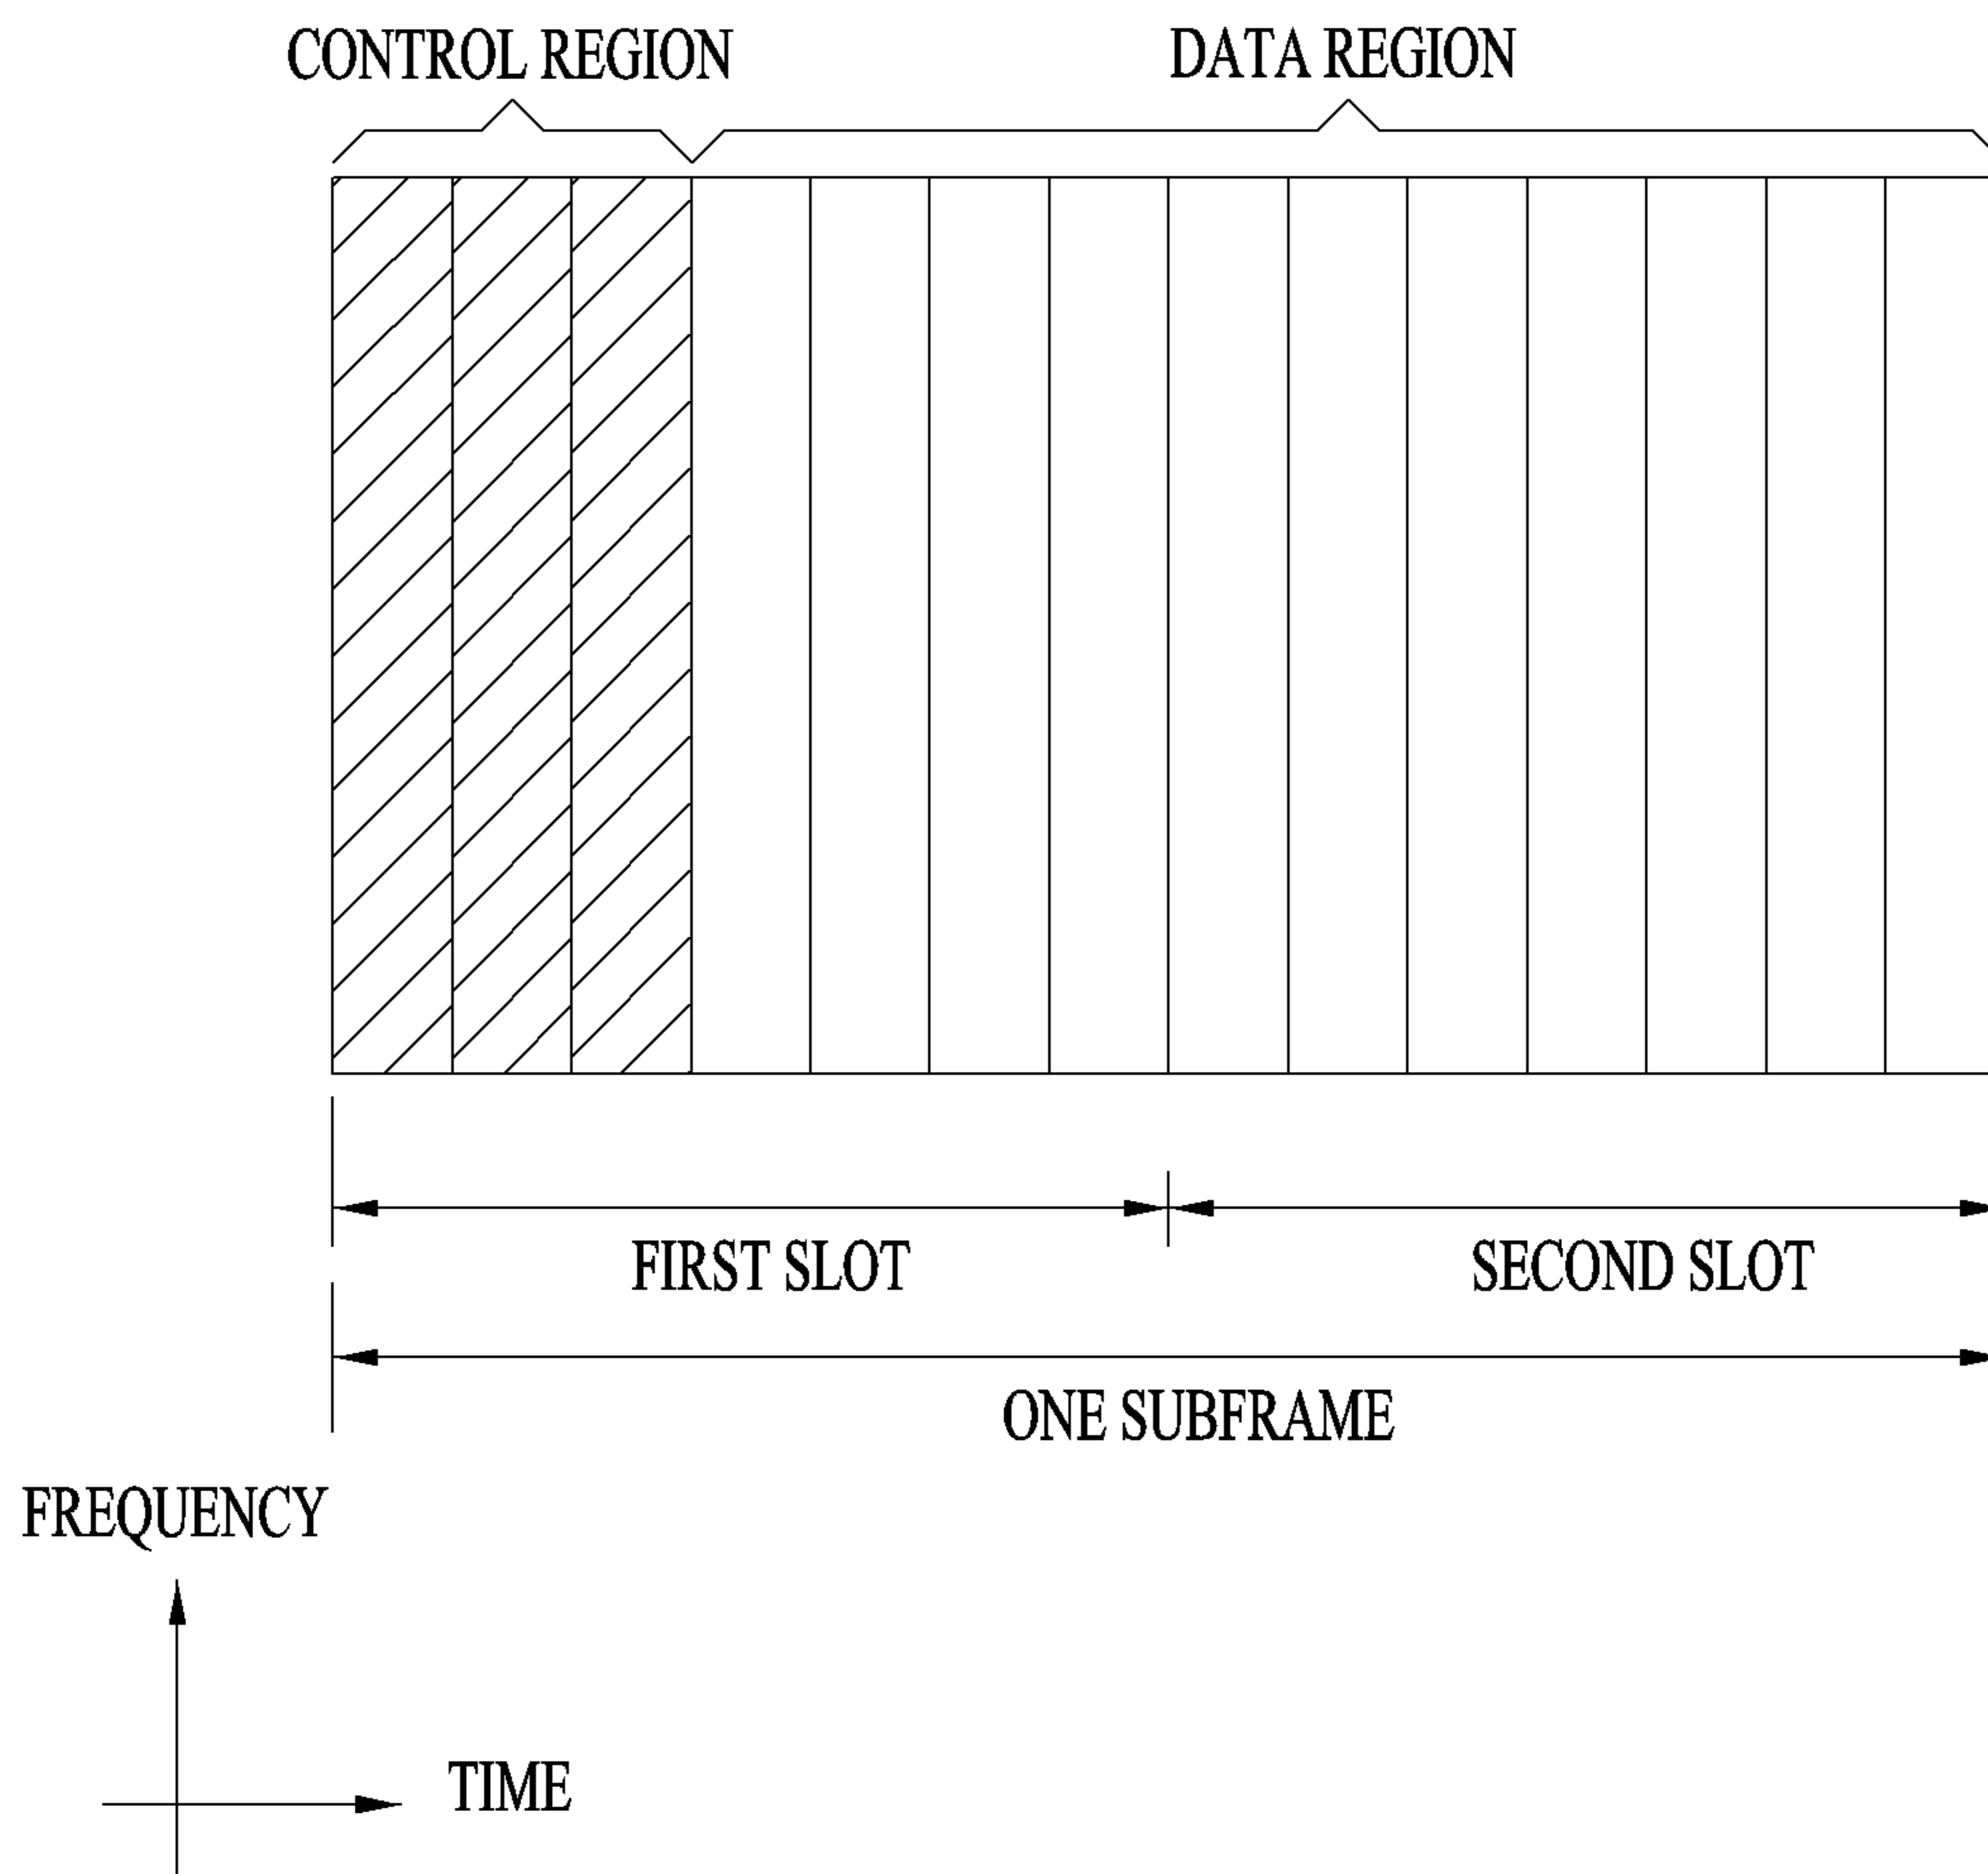 CONTROL REGION
DATA REGION
FIRST SLOT
SECOND SLOT
ONE SUBFRAME
FREQUENCY
TIME